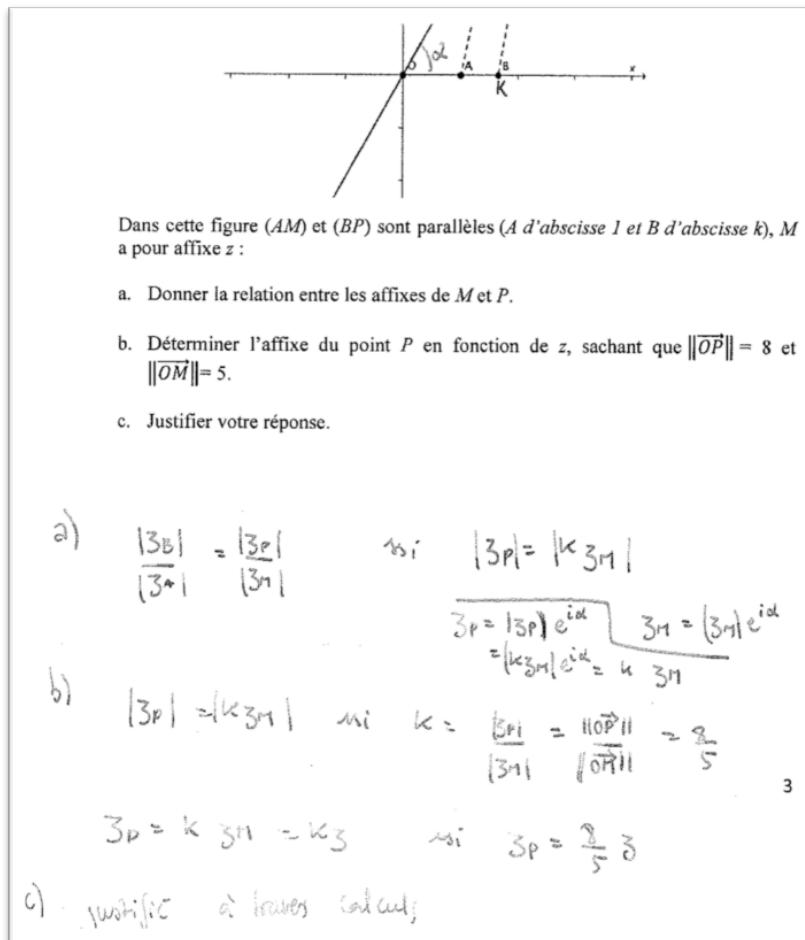 α
A B x
K
Dans cette figure (AM) et (BP) sont parallèles (A d'abscisse 1 et B d'abscisse k), M
a pour affixe z :
a. Donner la relation entre les affixes de M et P.
b. Déterminer l'affixe du point P en fonction de z, sachant que ||OP|| = 8 et
||OM||= 5.
c. Justifier votre réponse.
a) |zB| / |zA| = |zP| / |zM| ssi |zP| = |k zM|
zP = |zP| e^{iα} zM = |zM| e^{iα}
= |k zM| e^{iα} = k zM
b) |zP| = |k zM| ssi k = |zP| / |zM| = ||OP|| / ||OM|| = 8/5
3
zP = k zM = kz ssi zP = 8/5 z
c) justifié à travers calculs